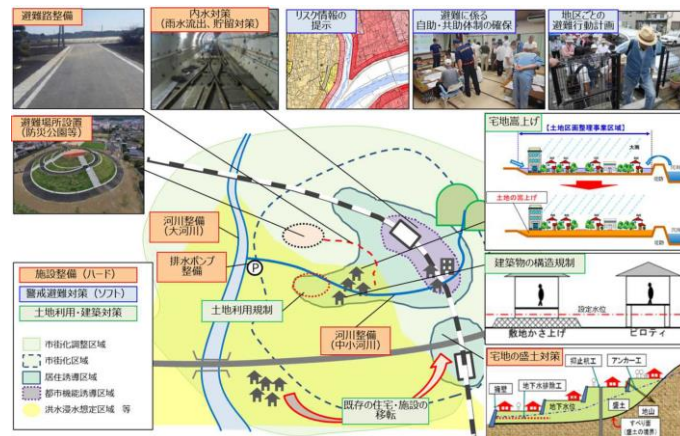 避難路整備
内水対策
(雨水流出、貯留対策)
リスク情報の
提示
避難に係る
自助・共助体制の確保
地区ごとの
避難行動計画
避難場所設置
(防災公園等)
宅地嵩上げ
【土地区画整理事業区域】
土地の嵩上げ
河川整備
(大河川)
排水ポンプ
整備
P
土地利用規制
河川整備
(中小河川)
既存の住宅・施設の
移転
建築物の構造規制
設定水位
敷地かさ上げ
ピロティ
宅地の盛土対策
抑止杭工
アンカー工
地下水排除工
擁壁
地下水位
盛土
地山
すべり面
(盛土の境界)
施設整備(ハード)
警戒避難対策(ソフト)
土地利用・建築対策
市街化調整区域
市街化区域
居住誘導区域
都市機能誘導区域
洪水浸水想定区域 等